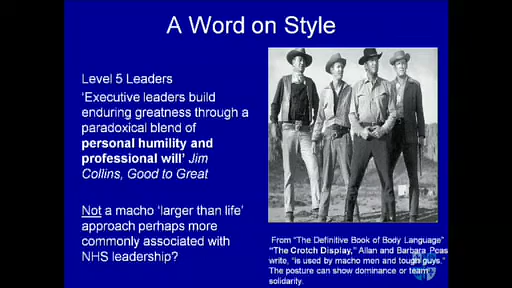 A Word on Style
Level 5 Leaders
‘Executive leaders build
enduring greatness through a
paradoxical blend of
personal humility and
professional will’ Jim
Collins, Good to Great
Not a macho ‘larger than life’
approach perhaps more
commonly associated with
NHS leadership?
From “The Definitive Book of Body Language”
“The Crotch Display,” Allan and Barbara Peas
write, “is used by macho men and tough guys.”
The posture can show dominance or team
solidarity.